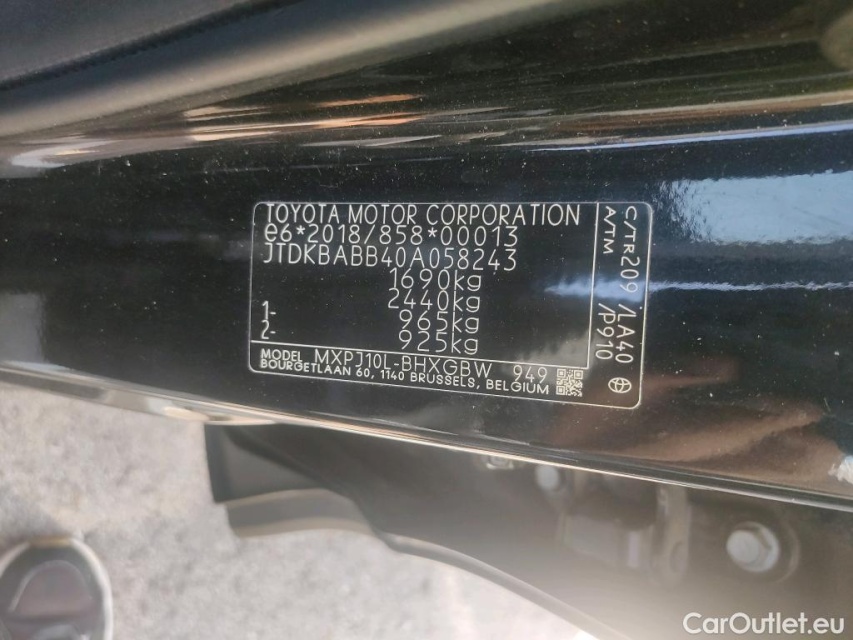 TOYOTA MOTOR CORPORATION
e6*2018/858*00013
JTDKBABB40A058243
1690kg
2440kg
1- 965kg
2- 925kg
MODEL MXPJ10L-BHXGBW 949
BOURGETLAAN 60, 1140 BRUSSELS, BELGIUM
C/TR209 /LA40
A/TM /P910
CarOutlet.eu